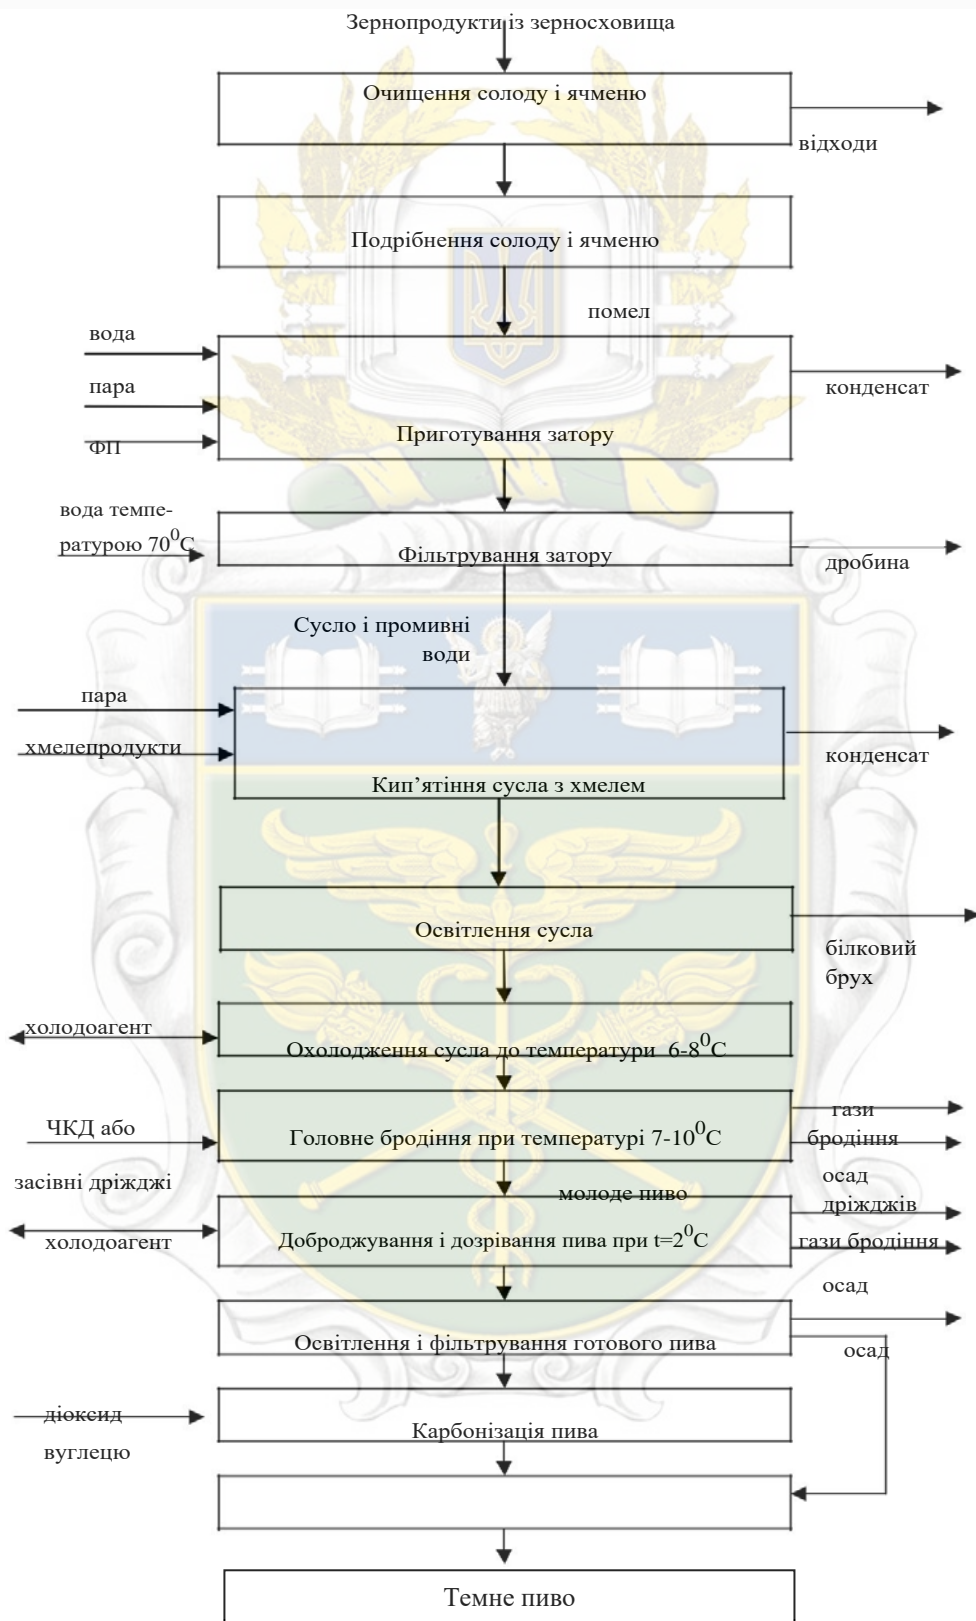 Зернопродукти із зерносховища
Очищення солоду і ячменю
відходи
Подрібнення солоду і ячменю
помел
вода
пара
конденсат
Приготування затору
ФП
вода темпе-
ратурою 70⁰С
Фільтрування затору
дробина
Сусло і промивні
води
пара
хмелепродукти
конденсат
Кип’ятіння сусла з хмелем
Освітлення сусла
білковий
брух
холодоагент
Охолодження сусла до температури 6-8⁰С
гази
ЧКД або
Головне бродіння при температурі 7-10⁰С
бродіння
засівні дріжджі
осад
молоде пиво
дріжджів
холодоагент
Доброджування і дозрівання пива при t=2⁰С
гази бродіння
осад
Освітлення і фільтрування готового пива
осад
діоксид
Карбонізація пива
вуглецю
Темне пиво